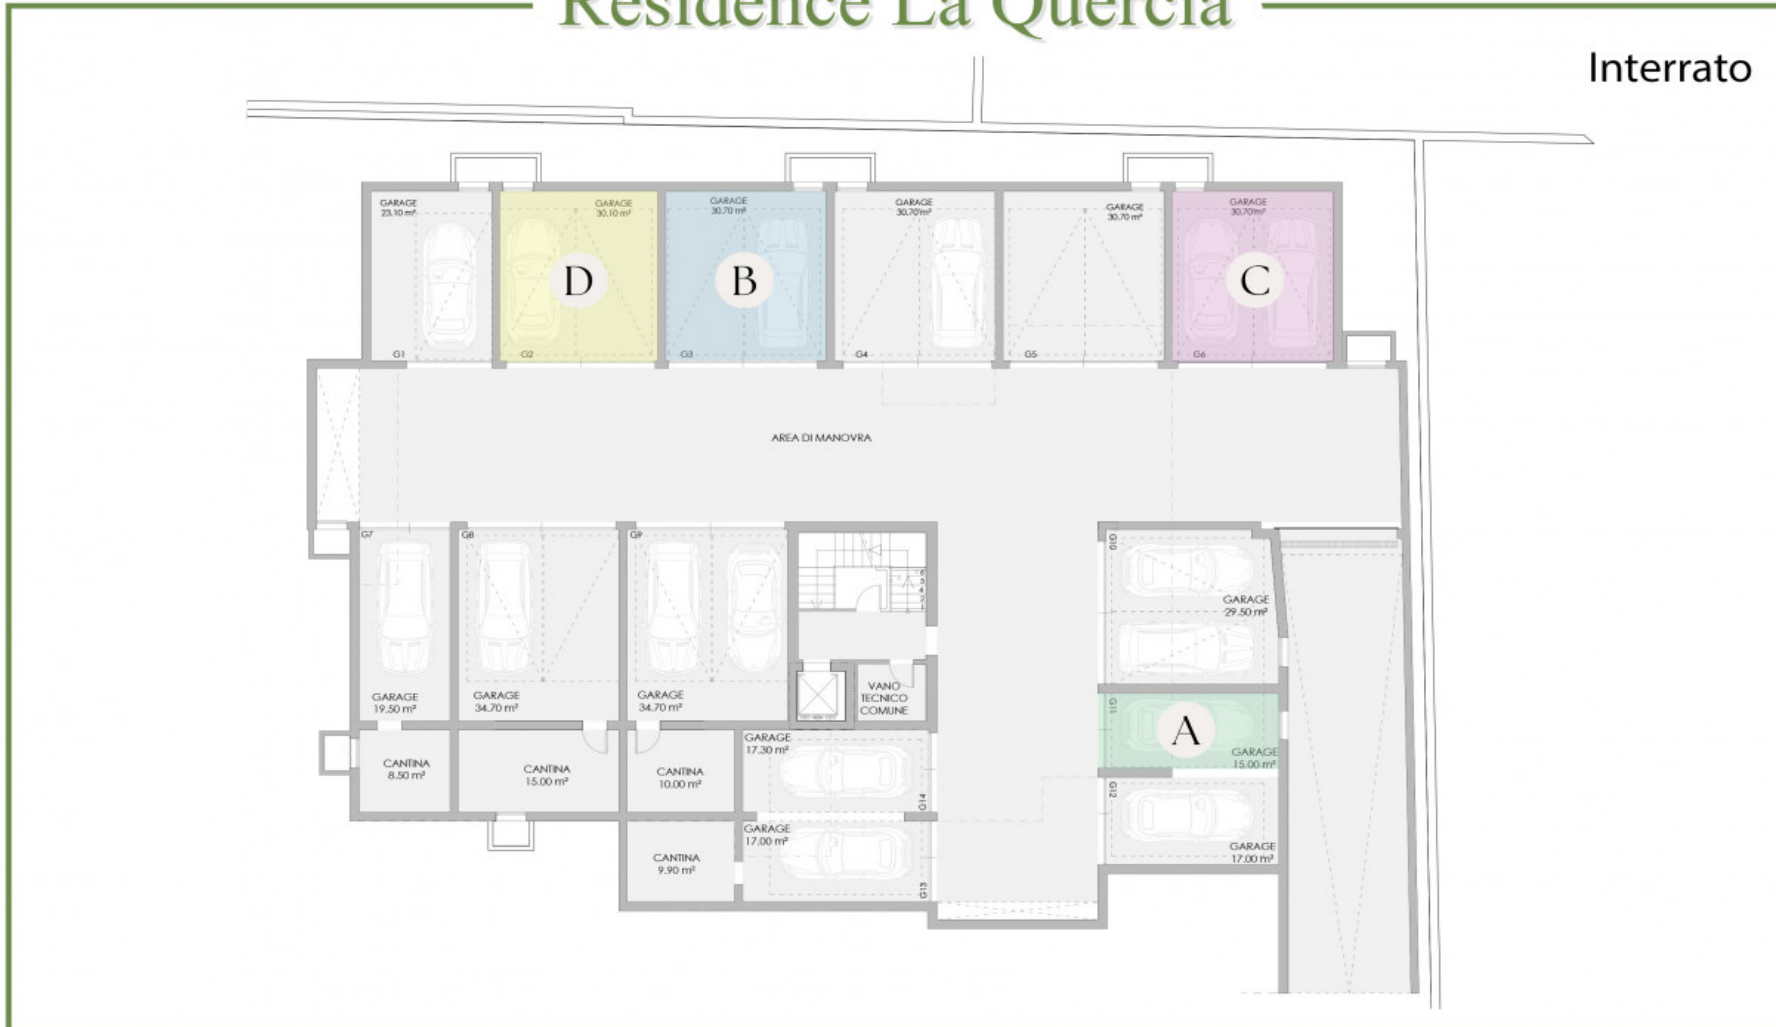 Residence La Quercia
Interrato
GARAGE
23.10 m²
GARAGE
30.10 m²
GARAGE
30.70 m²
GARAGE
30.70 m²
GARAGE
30.70 m²
GARAGE
30.70 m²
D
B
C
G1
G2
G3
G4
G5
G6
AREA DI MANOVRA
G7
G8
G9
G10
GARAGE
29.50 m²
GARAGE
19.50 m²
GARAGE
34.70 m²
GARAGE
34.70 m²
VANO
TECNICO
COMUNE
G11
A
GARAGE
15.00 m²
CANTINA
8.50 m²
CANTINA
15.00 m²
CANTINA
10.00 m²
GARAGE
17.30 m²
G14
G12
GARAGE
17.00 m²
CANTINA
9.90 m²
GARAGE
17.00 m²
G13